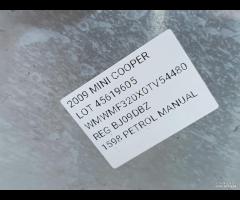 2009 MINI COOPER
LOT 45619605
WMWMF320X0TV54480
REG BJ09DBZ
1598 PETROL MANUAL